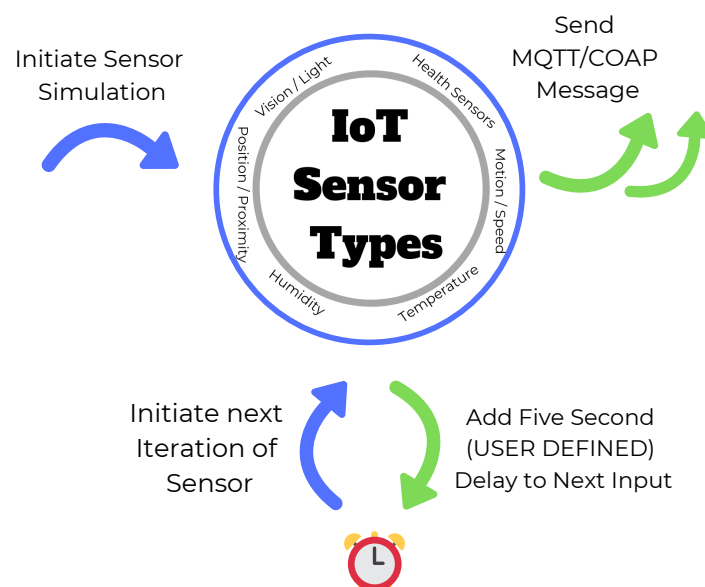 Initiate Sensor
Simulation
Send
MQTT/COAP
Message
Vision / Light
Health Sensors
Position / Proximity
Motion / Speed
Humidity
Temperature
IoT
Sensor
Types
Initiate next
Iteration of
Sensor
Add Five Second
(USER DEFINED)
Delay to Next Input